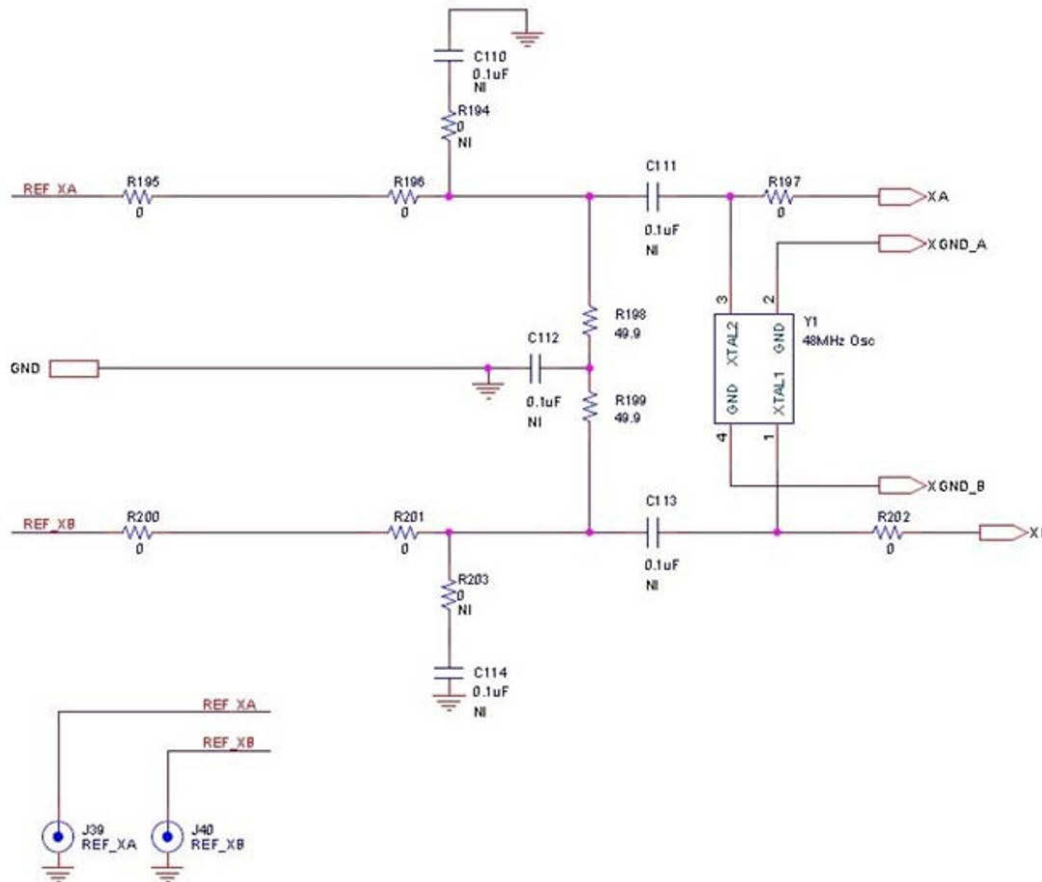 C110
0.1uF
NI
R194
0
NI
REF_XA
R195
0
R196
0
C111
0.1uF
NI
R197
0
XA
XGND_A
3
2
XTAL2
GND
GND
XTAL1
4
1
Y1
48MHz Osc
R198
49.9
GND
C112
0.1uF
NI
R199
49.9
XGND_B
REF_XB
R200
0
R201
0
C113
0.1uF
NI
R202
0
R203
0
NI
C114
0.1uF
NI
REF_XA
REF_XB
J39
REF_XA
J40
REF_XB